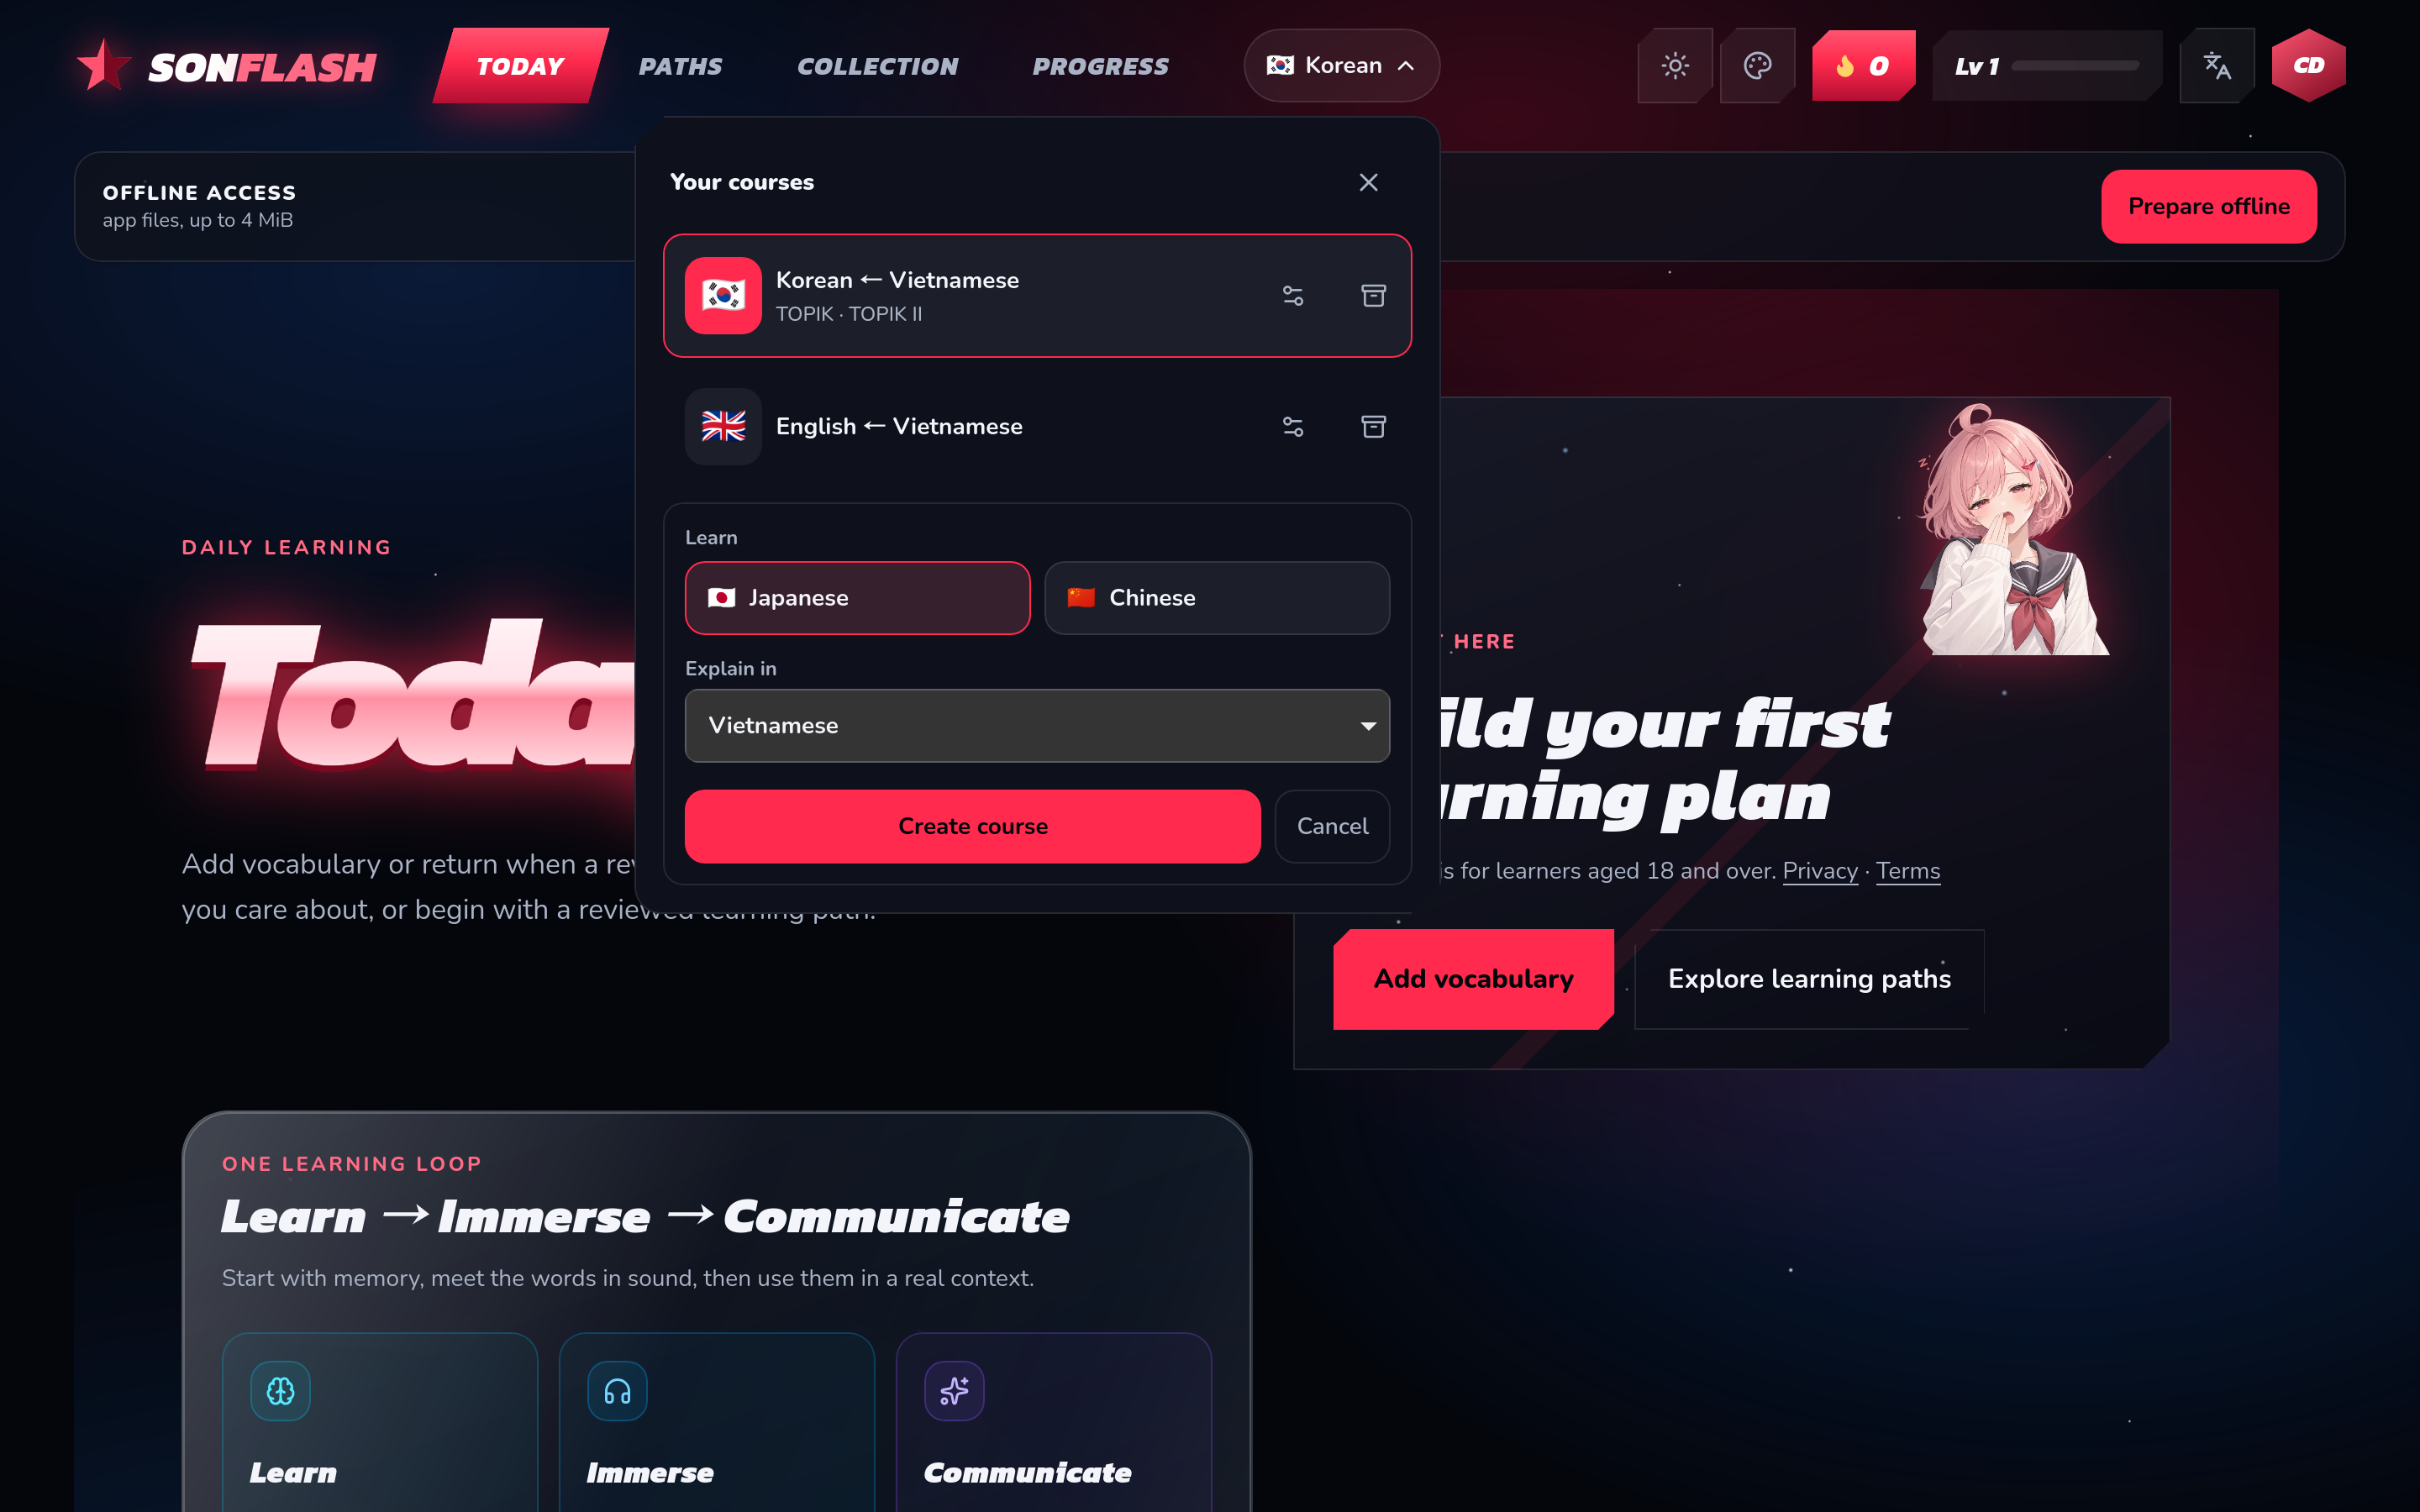 SONFLASH
TODAY
PATHS
COLLECTION
PROGRESS
Korean
0
Lv 1
CD
OFFLINE ACCESS
app files, up to 4 MiB
Prepare offline
Your courses
Korean ← Vietnamese
TOPIK · TOPIK II
English ← Vietnamese
Learn
Japanese
Chinese
Explain in
Vietnamese
Create course
Cancel
DAILY LEARNING
Toda
Add vocabulary or return when a
you care about, or begin with a reviewed learning path.
HERE
your first
plan
is for learners aged 18 and over. Privacy · Terms
Add vocabulary
Explore learning paths
ONE LEARNING LOOP
Learn → Immerse → Communicate
Start with memory, meet the words in sound, then use them in a real context.
Learn
Immerse
Communicate